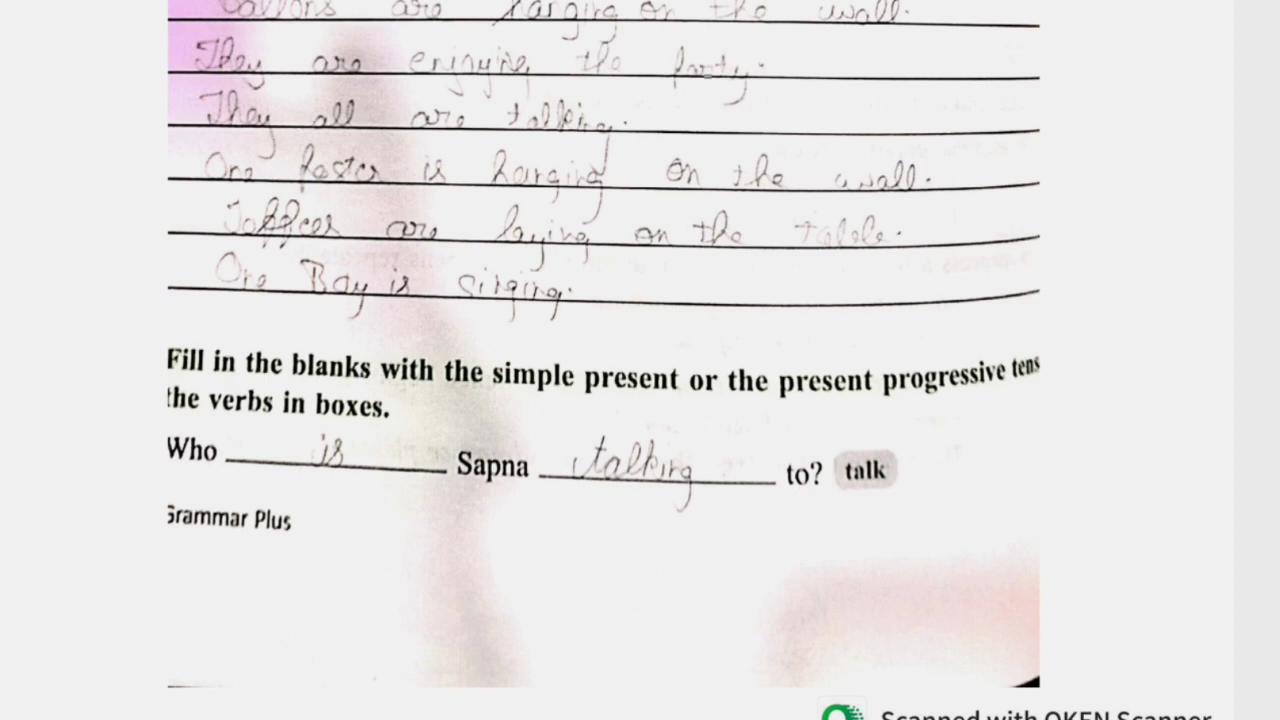 are hanging on the wall.
They are enjoying the party.
They all are talking.
One Poster is hanging on the wall.
are laying on the table.
One Boy is singing.
Fill in the blanks with the simple present or the present progressive tens
the verbs in boxes.
Who is Sapna talking to? talk
Grammar Plus
Scanned with OKEN Scanner